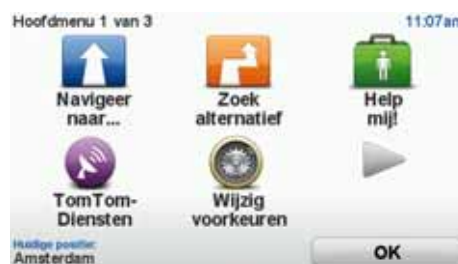 Hoofdmenu 1 van 3
11:07am
Navigeer
naar...
Zoek
alternatief
Help
mij!
TomTom-
Diensten
Wijzig
voorkeuren
Huidige positie:
Amsterdam
OK